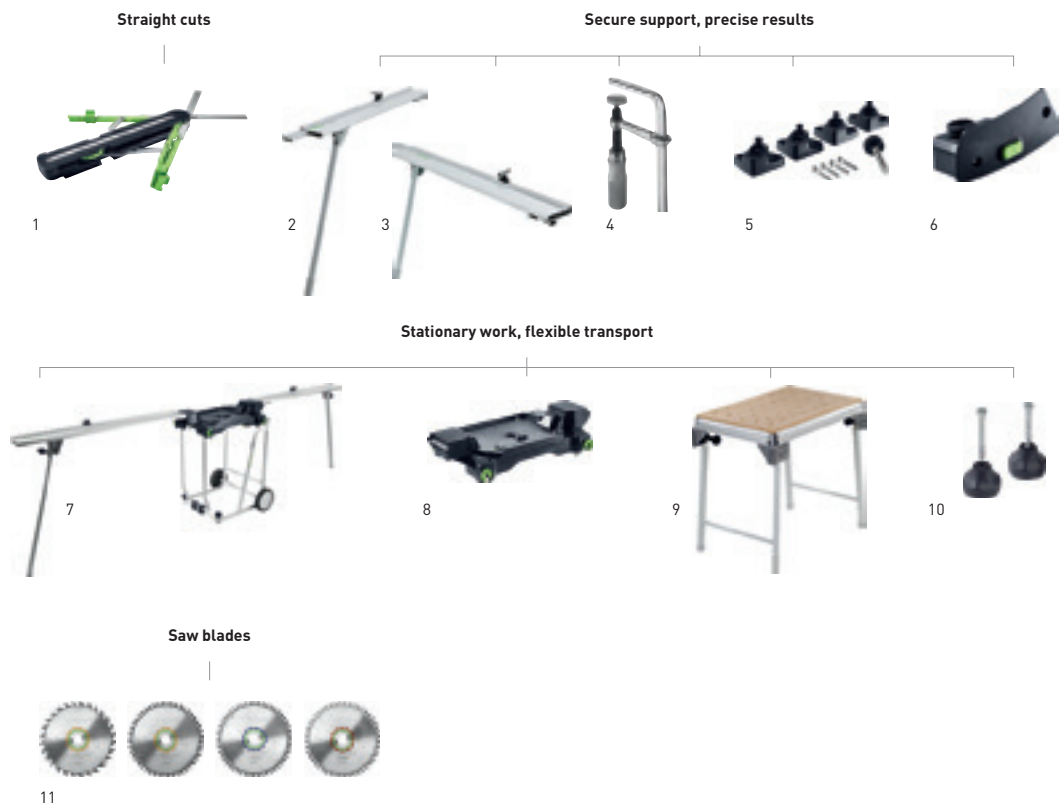 Straight cuts
Secure support, precise results
1
2
3
4
5
6
Stationary work, flexible transport
7
8
9
10
Saw blades
11